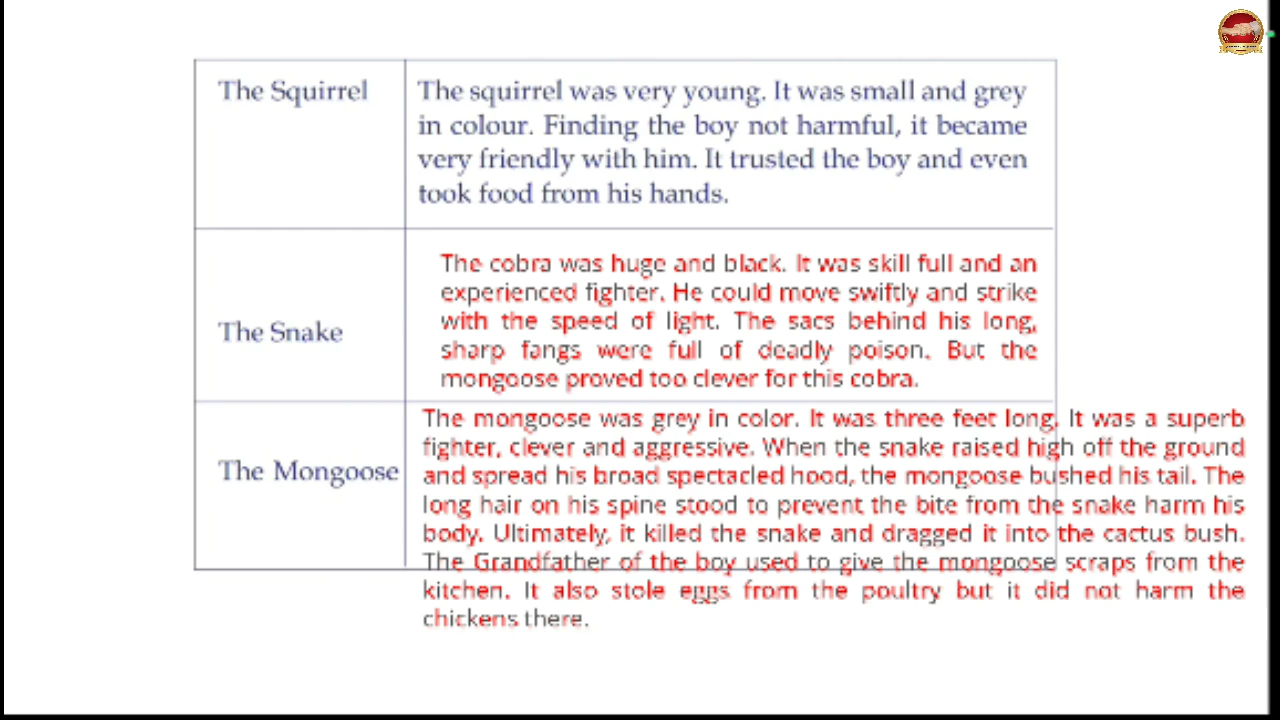 The Squirrel
The squirrel was very young. It was small and grey
in colour. Finding the boy not harmful, it became
very friendly with him. It trusted the boy and even
took food from his hands.
The Snake
The cobra was huge and black. It was skill full and an
experienced fighter. He could move swiftly and strike
with the speed of light. The sacs behind his long,
sharp fangs were full of deadly poison. But the
mongoose proved too clever for this cobra.
The Mongoose
The mongoose was grey in color. It was three feet long. It was a superb
fighter, clever and aggressive. When the snake raised high off the ground
and spread his broad spectacled hood, the mongoose bushed his tail. The
long hair on his spine stood to prevent the bite from the snake harm his
body. Ultimately, it killed the snake and dragged it into the cactus bush.
The Grandfather of the boy used to give the mongoose scraps from the
kitchen. It also stole eggs from the poultry but it did not harm the
chickens there.